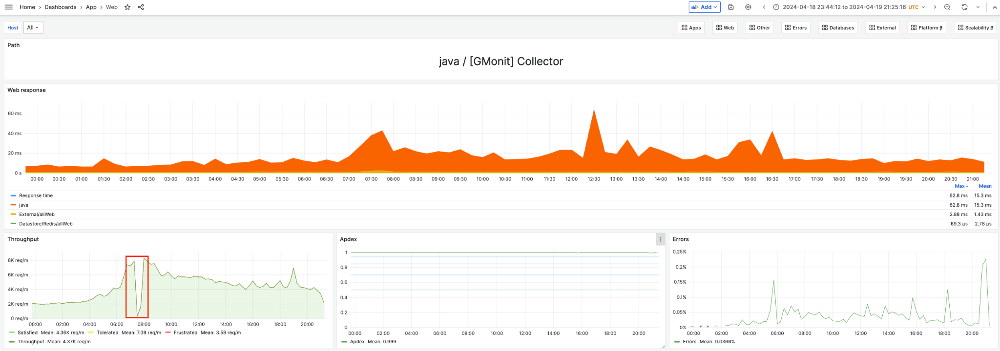 Home › Dashboards › App › Web
Add
2024-04-18 23:44:12 to 2024-04-19 21:25:16 UTC
Host All
Apps Web Other Errors Databases External Platform β Scalability β
Path
java / [GMonit] Collector
Web response
60 ms
40 ms
20 ms
0 s
00:00 00:30 01:00 01:30 02:00 02:30 03:00 03:30 04:00 04:30 05:00 05:30 06:00 06:30 07:00 07:30 08:00 08:30 09:00 09:30 10:00 10:30 11:00 11:30 12:00 12:30 13:00 13:30 14:00 14:30 15:00 15:30 16:00 16:30 17:00 17:30 18:00 18:30 19:00 19:30 20:00 20:30 21:00
Max Mean
Response time 62.8 ms 15.3 ms
java 62.8 ms 15.3 ms
External/allWeb 2.88 ms 1.43 ms
Datastore/Redis/allWeb 69.3 µs 2.78 µs
Throughput
8K req/m
6K req/m
4K req/m
2K req/m
0 req/m
00:00 02:00 04:00 06:00 08:00 10:00 12:00 14:00 16:00 18:00 20:00
Satisfied Mean: 4.36K req/m Tolerated Mean: 7.39 req/m Frustrated Mean: 3.59 req/m
Throughput Mean: 4.37K req/m
Apdex
1
0.8
0.6
0.4
0.2
0
00:00 02:00 04:00 06:00 08:00 10:00 12:00 14:00 16:00 18:00 20:00
Apdex Mean: 0.999
Errors
0.25%
0.2%
0.15%
0.1%
0.05%
0%
00:00 02:00 04:00 06:00 08:00 10:00 12:00 14:00 16:00 18:00 20:00
Errors Mean: 0.0366%